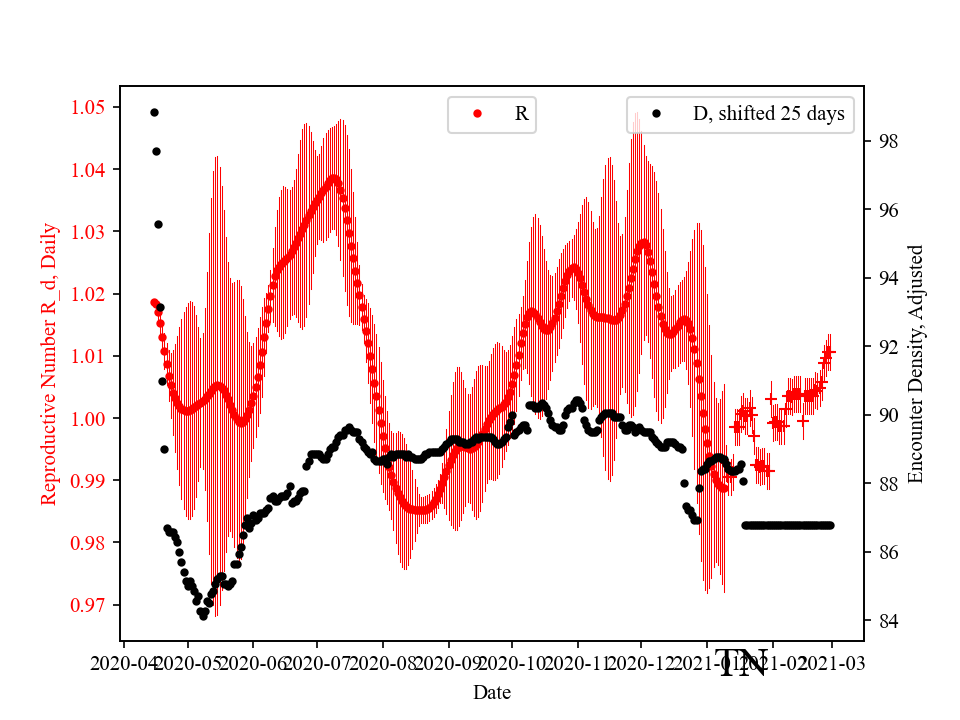 R
D, shifted 25 days
Reproductive Number R_d, Daily
1.05
1.04
1.03
1.02
1.01
1.00
0.99
0.98
0.97
98
96
94
92
90
88
86
84
Encounter Density, Adjusted
2020-04 2020-05 2020-06 2020-07 2020-08 2020-09 2020-10 2020-11 2020-12 2021-01 2021-02 2021-03
TN
Date